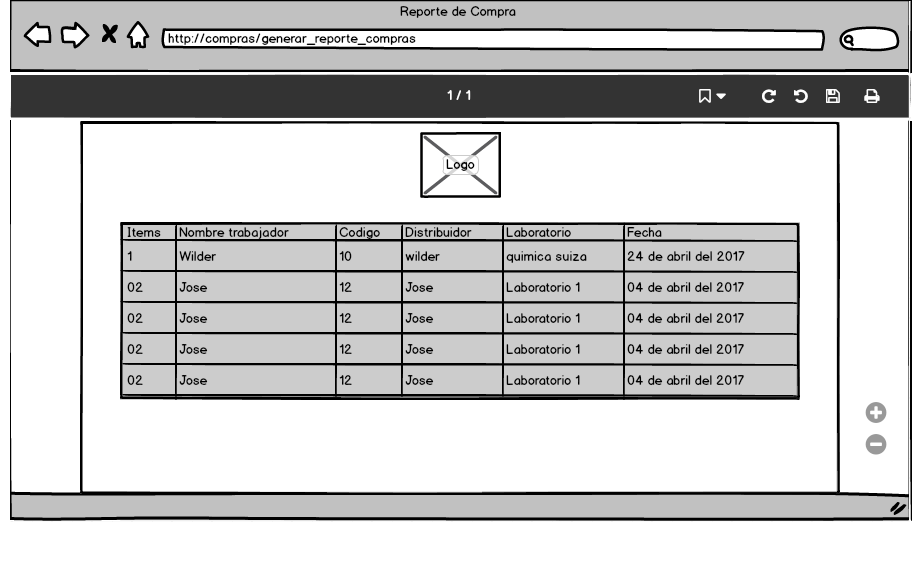 Reporte de Compra
http://compras/generar_reporte_compras
1 / 1
Logo
Items Nombre trabajador Codigo Distribuidor Laboratorio Fecha
1 Wilder 10 wilder quimica suiza 24 de abril del 2017
02 Jose 12 Jose Laboratorio 1 04 de abril del 2017
02 Jose 12 Jose Laboratorio 1 04 de abril del 2017
02 Jose 12 Jose Laboratorio 1 04 de abril del 2017
02 Jose 12 Jose Laboratorio 1 04 de abril del 2017